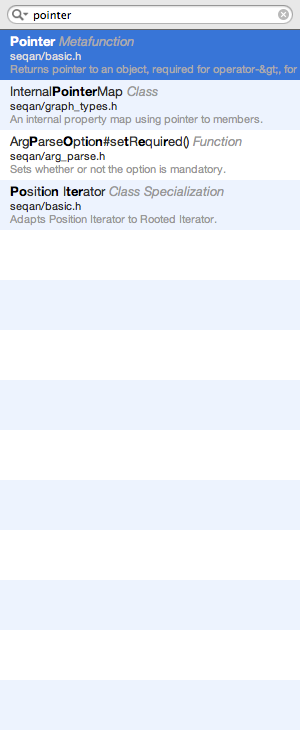 pointer
Pointer Metafunction
seqan/basic.h
Returns pointer to an object, required for operator-&gt;, for
InternalPointerMap Class
seqan/graph_types.h
An internal property map using pointer to members.
ArgParseOption#setRequired() Function
seqan/arg_parse.h
Sets whether or not the option is mandatory.
Position Iterator Class Specialization
seqan/basic.h
Adapts Position Iterator to Rooted Iterator.